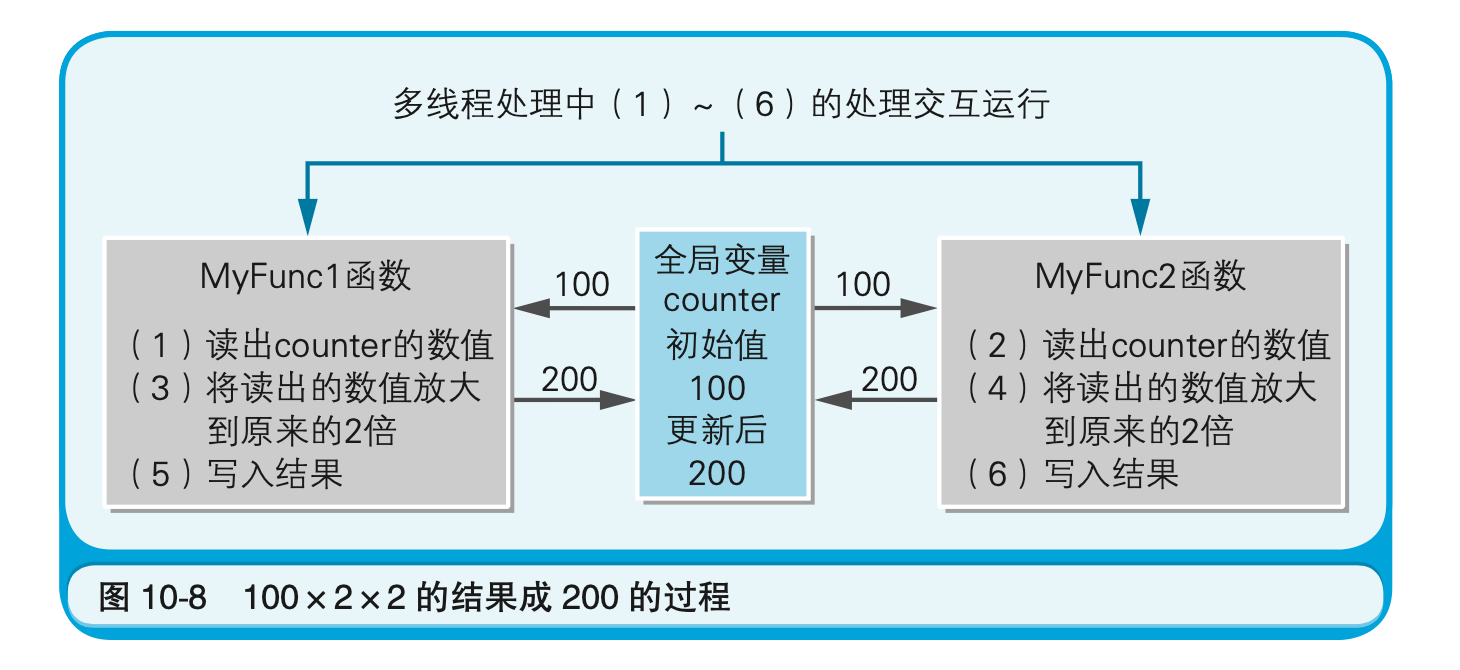 多线程处理中（1）~（6）的处理交互运行
MyFunc1函数
（1）读出counter的数值
（3）将读出的数值放大
到原来的2倍
（5）写入结果
100
200
全局变量
counter
初始值
100
更新后
200
100
200
MyFunc2函数
（2）读出counter的数值
（4）将读出的数值放大
到原来的2倍
（6）写入结果
图 10-8 100×2×2 的结果成 200 的过程